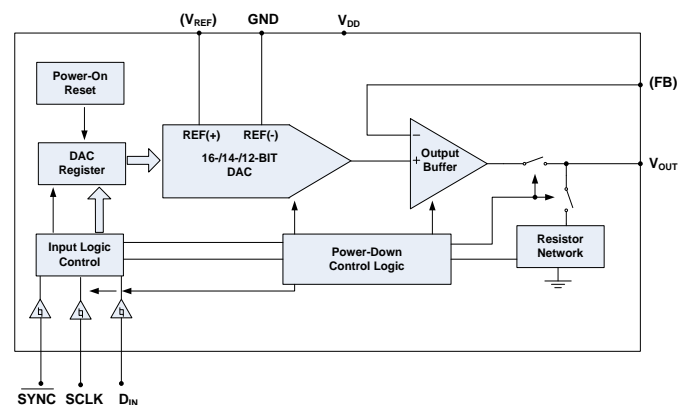 (VREF) GND VDD
Power-On
Reset
(FB)
REF(+) REF(-)
16-/14-/12-BIT
DAC
DAC
Register
−
+
Output
Buffer
VOUT
Input Logic
Control
Power-Down
Control Logic
Resistor
Network
SYNC SCLK DIN